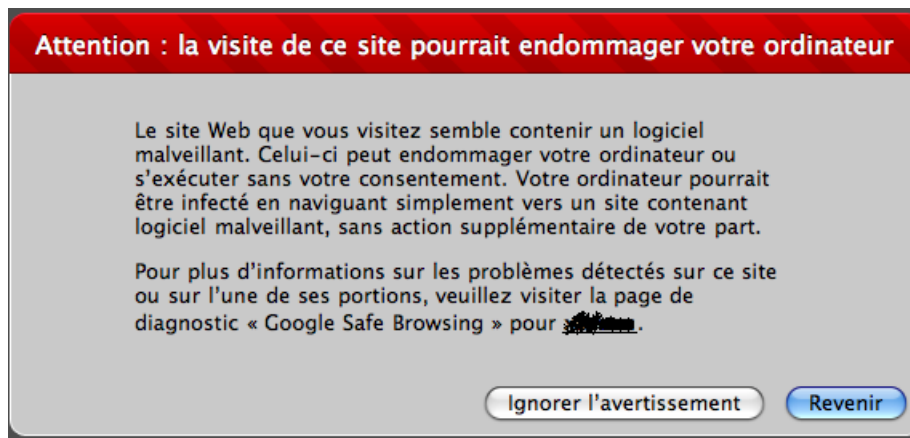 Attention : la visite de ce site pourrait endommager votre ordinateur
Le site Web que vous visitez semble contenir un logiciel
malveillant. Celui-ci peut endommager votre ordinateur ou
s'exécuter sans votre consentement. Votre ordinateur pourrait
être infecté en naviguant simplement vers un site contenant
logiciel malveillant, sans action supplémentaire de votre part.
Pour plus d'informations sur les problèmes détectés sur ce site
ou sur l'une de ses portions, veuillez visiter la page de
diagnostic « Google Safe Browsing » pour .
Ignorer l'avertissement Revenir